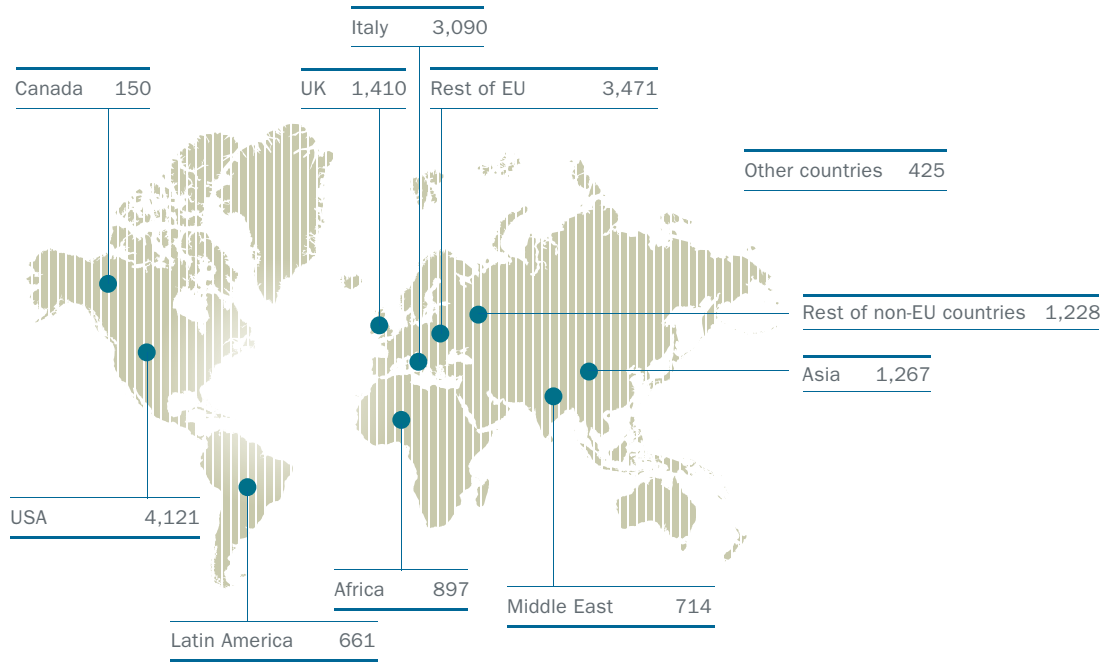 Italy 3,090
Canada 150
UK 1,410
Rest of EU 3,471
Other countries 425
Rest of non-EU countries 1,228
Asia 1,267
USA 4,121
Africa 897
Middle East 714
Latin America 661